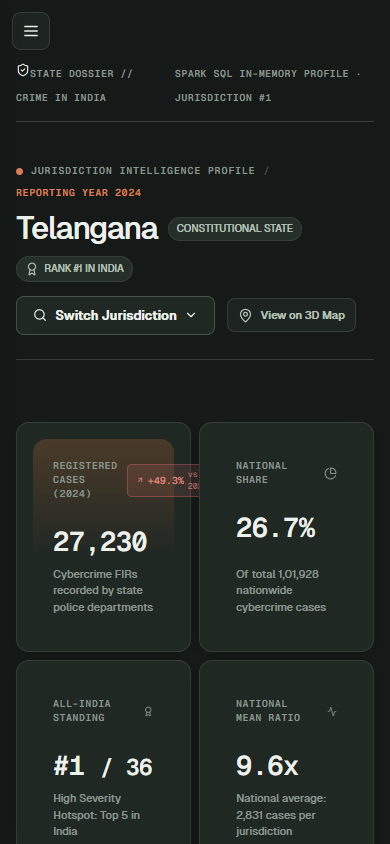 STATE DOSSIER //
CRIME IN INDIA
SPARK SQL IN-MEMORY PROFILE ·
JURISDICTION #1
JURISDICTION INTELLIGENCE PROFILE /
REPORTING YEAR 2024
Telangana
CONSTITUTIONAL STATE
RANK #1 IN INDIA
Switch Jurisdiction
View on 3D Map
REGISTERED
CASES
(2024)
+49.3%
27,230
Cybercrime FIRs
recorded by state
police departments
NATIONAL
SHARE
26.7%
Of total 1,01,928
nationwide
cybercrime cases
ALL-INDIA
STANDING
#1 / 36
High Severity
Hotspot: Top 5 in
India
NATIONAL
MEAN RATIO
9.6x
National average:
2,831 cases per
jurisdiction